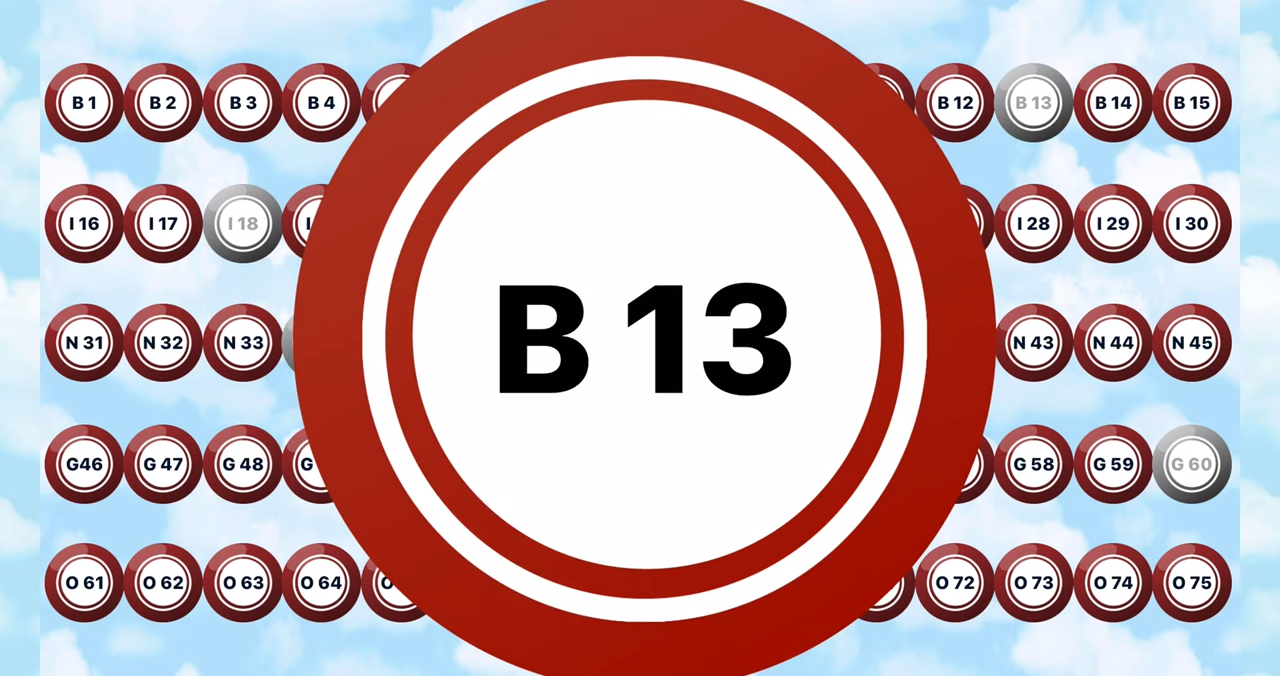 B 1 B 2 B 3 B 4 B 12 B 13 B 14 B 15
I 16 I 17 I 18 I 28 I 29 I 30
B 13
N 31 N 32 N 33 N 43 N 44 N 45
G46 G 47 G 48 G G 58 G 59 G 60
O 61 O 62 O 63 O 64 O 72 O 73 O 74 O 75